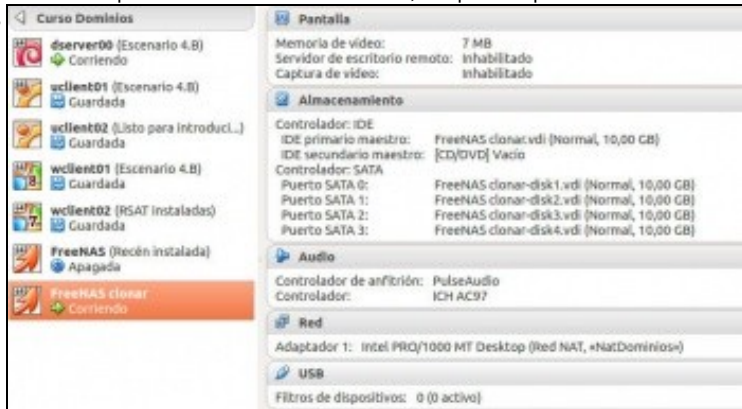 Curso Dominios
dserver00 (Escenario 4.B)
Corriendo
uclient01 (Escenario 4.B)
Guardada
uclient02 (Listo para introduci...)
Guardada
wclient01 (Escenario 4.B)
Guardada
wclient02 (RSAT Instaladas)
Guardada
FreeNAS (Recén instalada)
Apagada
FreeNAS clonar
Corriendo
Pantalla
Memoria de vídeo: 7 MB
Servidor de escritorio remoto: Inhabilitado
Captura de vídeo: Inhabilitado
Almacenamiento
Controlador: IDE
IDE primario maestro: FreeNAS clonar.vdi (Normal, 10,00 GB)
IDE secundario maestro: [CD/DVD] Vacío
Controlador: SATA
Puerto SATA 0: FreeNAS clonar-disk1.vdi (Normal, 10,00 GB)
Puerto SATA 1: FreeNAS clonar-disk2.vdi (Normal, 10,00 GB)
Puerto SATA 2: FreeNAS clonar-disk3.vdi (Normal, 10,00 GB)
Puerto SATA 3: FreeNAS clonar-disk4.vdi (Normal, 10,00 GB)
Audio
Controlador de anfitrión: PulseAudio
Controlador: ICH AC97
Red
Adaptador 1: Intel PRO/1000 MT Desktop (Red NAT, «NatDominios»)
USB
Filtros de dispositivos: 0 (0 activo)